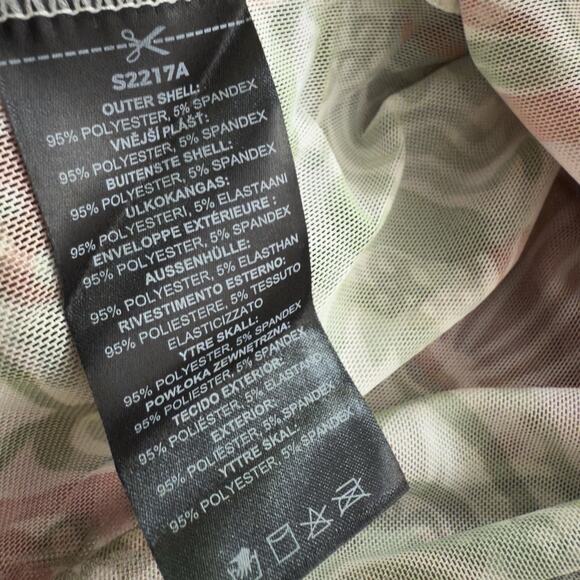 S2217A
OUTER SHELL:
95% POLYESTER, 5% SPANDEX
VNĚJŠÍ PLÁŠŤ:
95% POLYESTER, 5% SPANDEX
BUITENSTE SHELL:
95% POLYESTER, 5% SPANDEX
ULKOKANGAS:
95% POLYESTERI, 5% ELASTAANI
ENVELOPPE EXTÉRIEURE :
95% POLYESTER, 5% SPANDEX
AUSSENHÜLLE:
95% POLYESTER, 5% ELASTHAN
RIVESTIMENTO ESTERNO:
95% POLIESTERE, 5% TESSUTO
ELASTICIZZATO
YTRE SKALL:
95% POLYESTER, 5% SPANDEX
POWŁOKA ZEWNĘTRZNA:
95% POLIESTER, 5% SPANDEX
TECIDO EXTERIOR:
95% POLIÉSTER, 5% ELASTANO
EXTERIOR:
95% POLIÉSTER, 5% SPANDEX
YTTRE SKAL:
95% POLYESTER, 5% SPANDEX